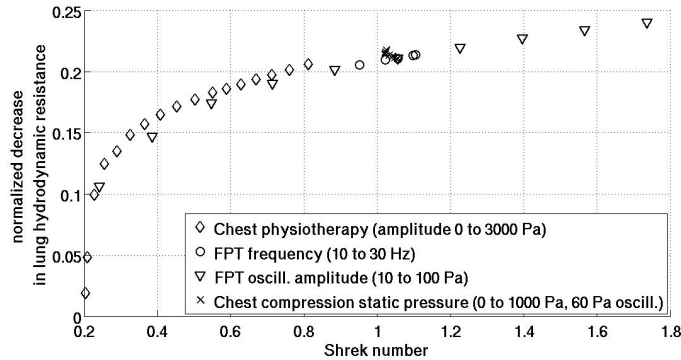 0.25
0.2
0.15
0.1
0.05
0
normalized decrease
in lung hydrodynamic resistance
Chest physiotherapy (amplitude 0 to 3000 Pa)
FPT frequency (10 to 30 Hz)
FPT oscill. amplitude (10 to 100 Pa)
Chest compression static pressure (0 to 1000 Pa, 60 Pa oscill.)
0.2 0.4 0.6 0.8 1 1.2 1.4 1.6 1.8
Shrek number